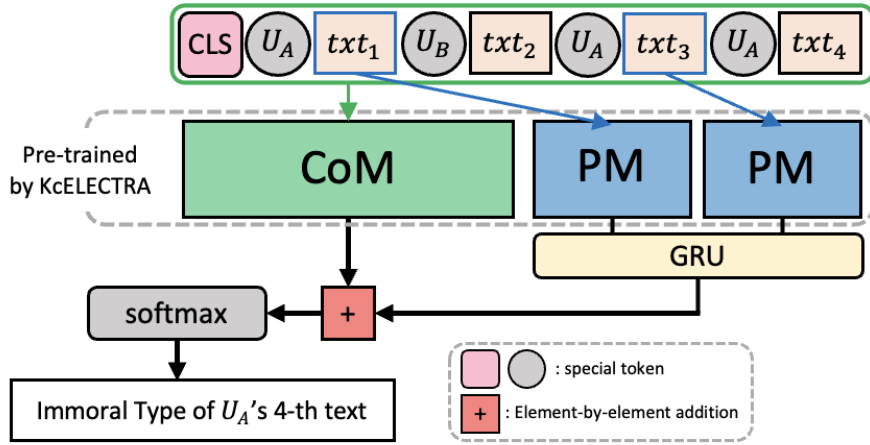 CLS U_A txt_1 U_B txt_2 U_A txt_3 U_A txt_4
Pre-trained
by KcELECTRA
CoM
PM
PM
GRU
softmax
+
Immoral Type of U_A's 4-th text
: special token
+ : Element-by-element addition